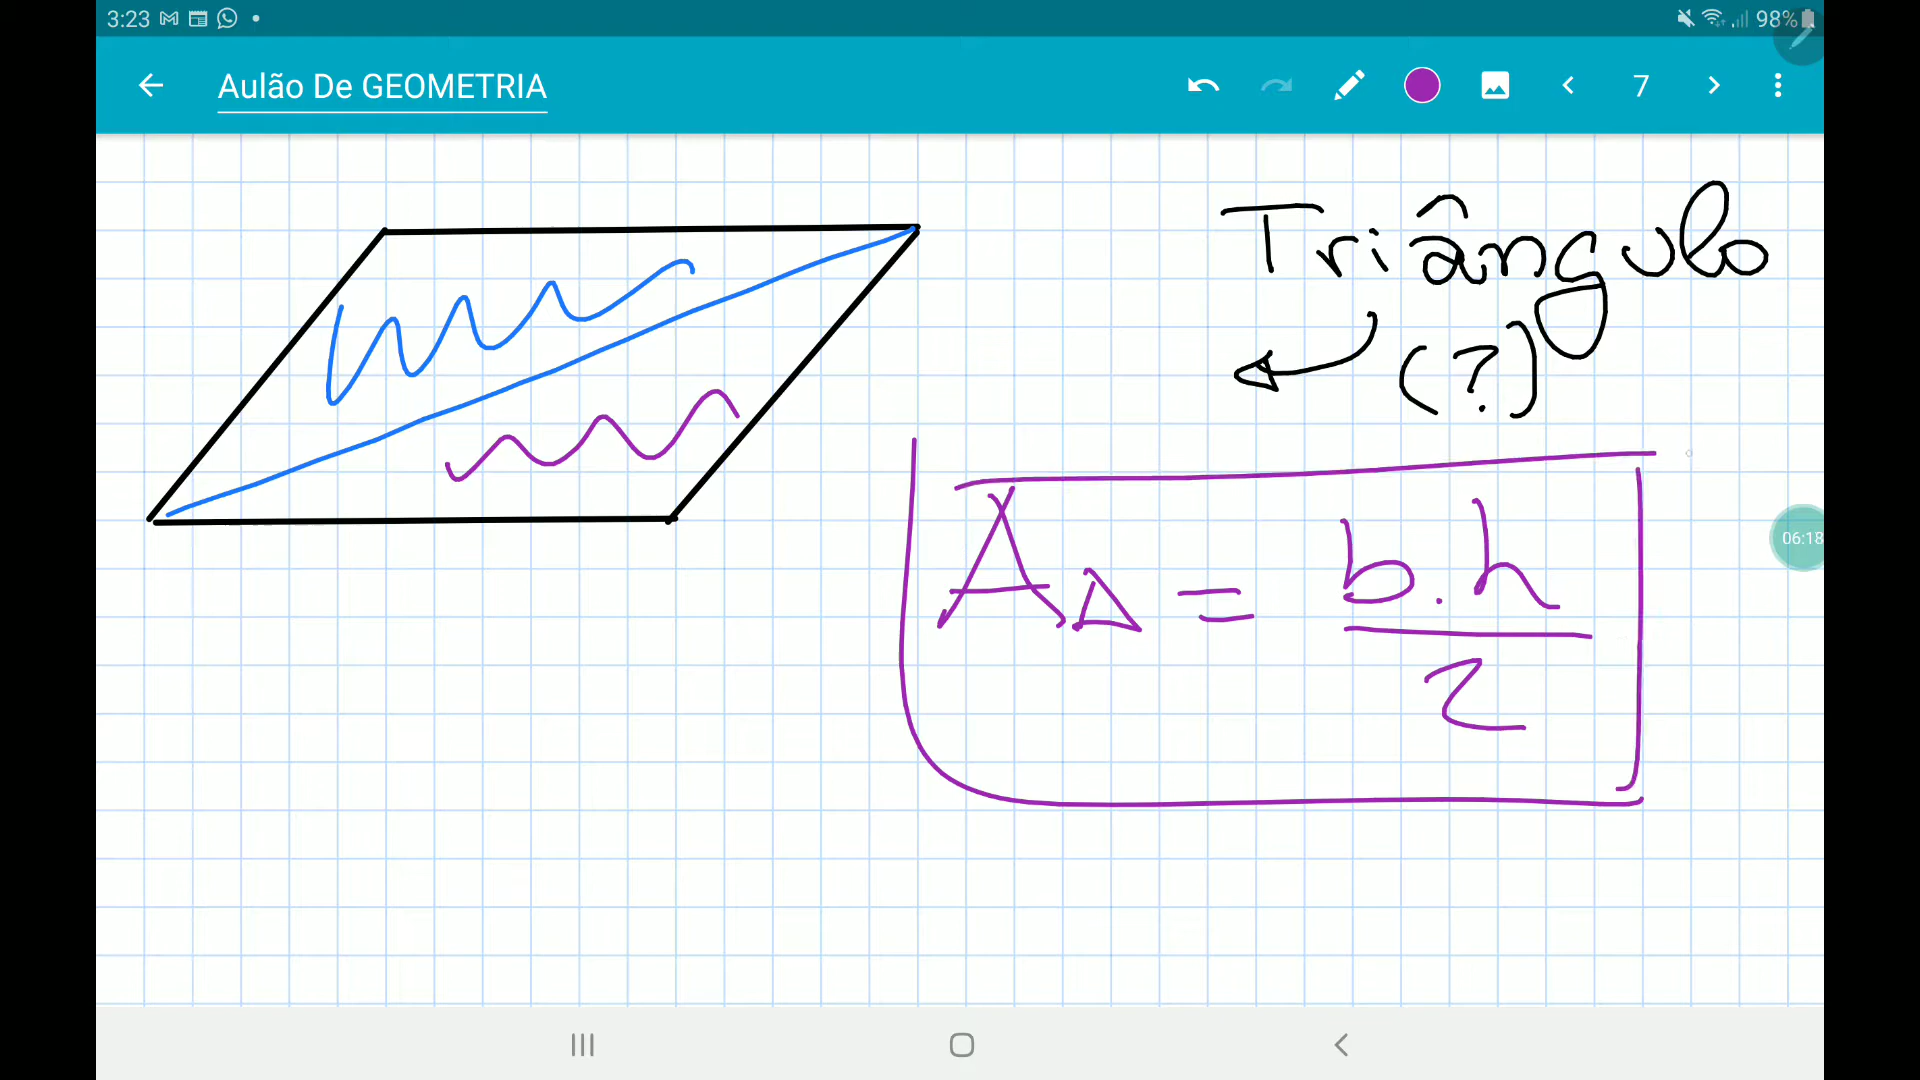 3:23
98%
Aulão De GEOMETRIA
7
Triângulo
(?)
A△ = b.h
2
06:18